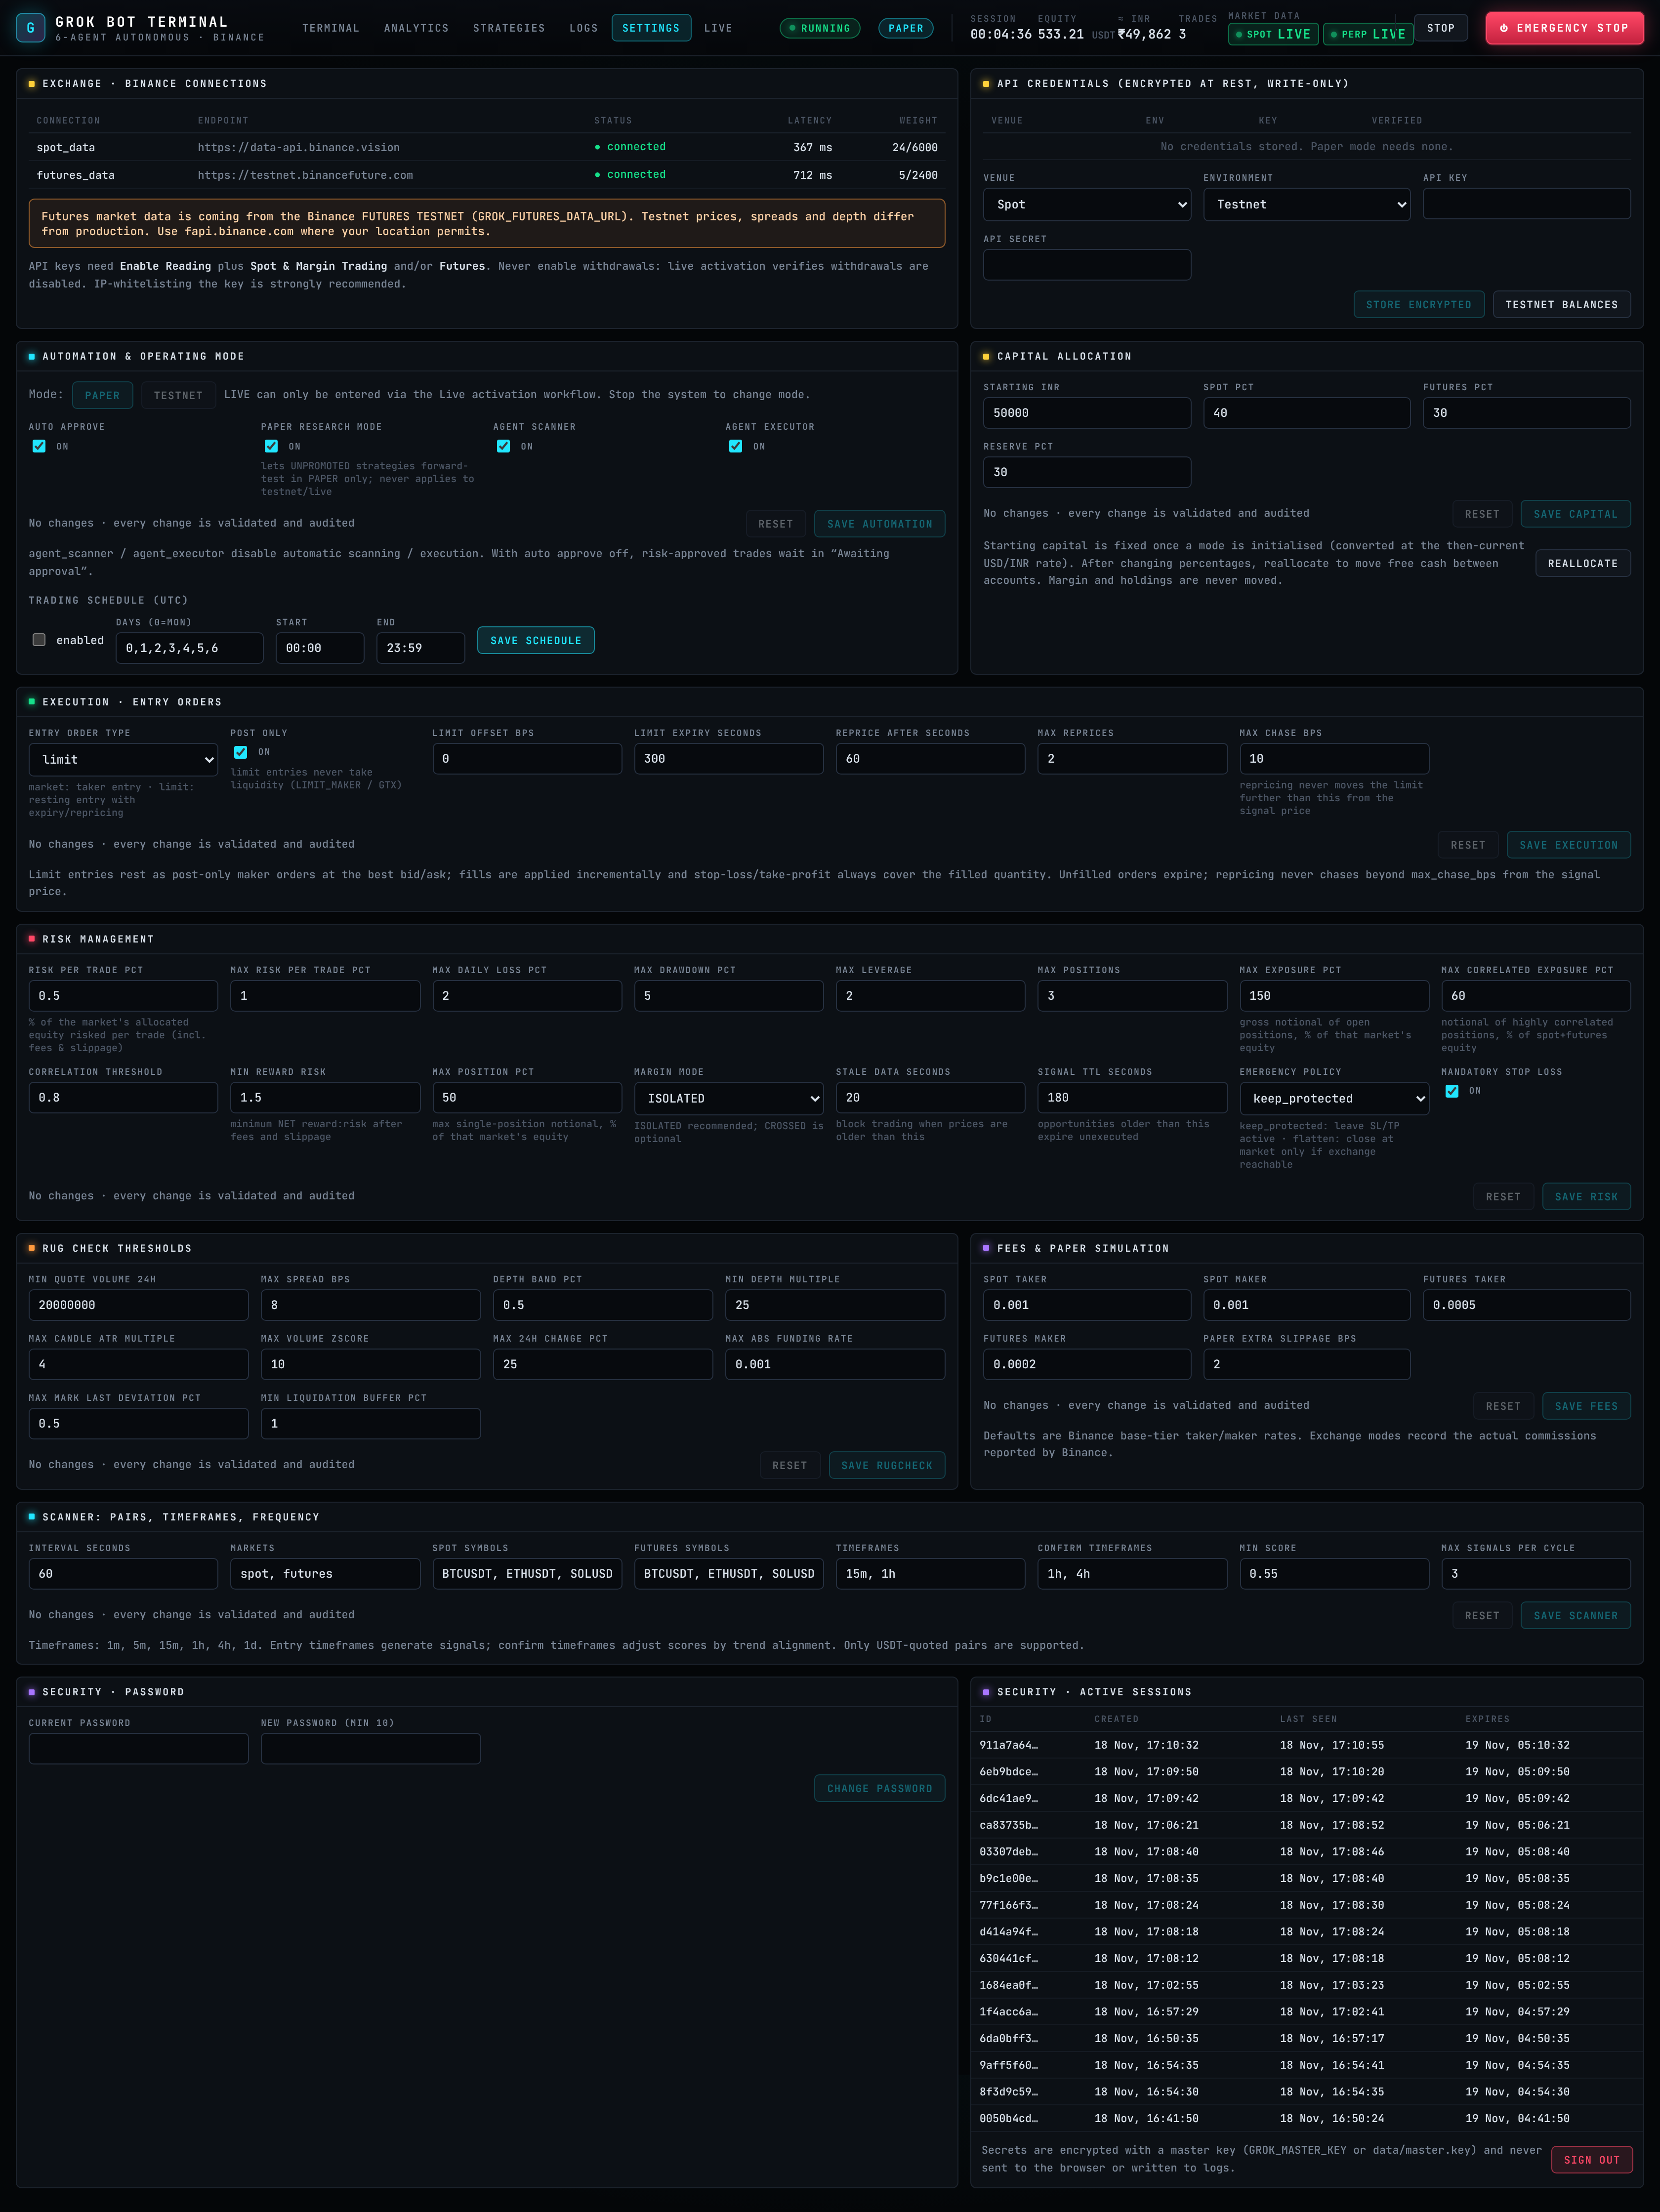 G
GROK BOT TERMINAL
6-AGENT AUTONOMOUS · BINANCE
TERMINAL ANALYTICS STRATEGIES LOGS SETTINGS LIVE
RUNNING PAPER
SESSION EQUITY ≈ INR TRADES MARKET DATA
00:04:36 533.21 USDT ₹49,862 3 SPOT LIVE PERP LIVE
STOP
EMERGENCY STOP
EXCHANGE · BINANCE CONNECTIONS
CONNECTION ENDPOINT STATUS LATENCY WEIGHT
spot_data https://data-api.binance.vision ● connected 367 ms 24/6000
futures_data https://testnet.binancefuture.com ● connected 712 ms 5/2400
Futures market data is coming from the Binance FUTURES TESTNET (GROK_FUTURES_DATA_URL). Testnet prices, spreads and depth differ
from production. Use fapi.binance.com where your location permits.
API keys need Enable Reading plus Spot & Margin Trading and/or Futures. Never enable withdrawals: live activation verifies withdrawals are
disabled. IP-whitelisting the key is strongly recommended.
API CREDENTIALS (ENCRYPTED AT REST, WRITE-ONLY)
VENUE ENV KEY VERIFIED
No credentials stored. Paper mode needs none.
VENUE ENVIRONMENT API KEY
Spot Testnet
API SECRET
STORE ENCRYPTED TESTNET BALANCES
AUTOMATION & OPERATING MODE
Mode: PAPER TESTNET LIVE can only be entered via the Live activation workflow. Stop the system to change mode.
AUTO APPROVE PAPER RESEARCH MODE AGENT SCANNER AGENT EXECUTOR
ON ON ON ON
lets UNPROMOTED strategies forward-
test in PAPER only; never applies to
testnet/live
No changes · every change is validated and audited RESET SAVE AUTOMATION
agent_scanner / agent_executor disable automatic scanning / execution. With auto approve off, risk-approved trades wait in “Awaiting
approval”.
TRADING SCHEDULE (UTC)
DAYS (0=MON) START END
enabled 0,1,2,3,4,5,6 00:00 23:59 SAVE SCHEDULE
CAPITAL ALLOCATION
STARTING INR SPOT PCT FUTURES PCT
50000 40 30
RESERVE PCT
30
No changes · every change is validated and audited RESET SAVE CAPITAL
Starting capital is fixed once a mode is initialised (converted at the then-current
USD/INR rate). After changing percentages, reallocate to move free cash between
accounts. Margin and holdings are never moved.
REALLOCATE
EXECUTION · ENTRY ORDERS
ENTRY ORDER TYPE POST ONLY LIMIT OFFSET BPS LIMIT EXPIRY SECONDS REPRICE AFTER SECONDS MAX REPRICES MAX CHASE BPS
limit ON 0 300 60 2 10
market: taker entry · limit:
resting entry with
expiry/repricing
limit entries never take
liquidity (LIMIT_MAKER / GTX)
repricing never moves the limit
further than this from the
signal price
No changes · every change is validated and audited RESET SAVE EXECUTION
Limit entries rest as post-only maker orders at the best bid/ask; fills are applied incrementally and stop-loss/take-profit always cover the filled quantity. Unfilled orders expire; repricing never chases beyond max_chase_bps from the signal
price.
RISK MANAGEMENT
RISK PER TRADE PCT MAX RISK PER TRADE PCT MAX DAILY LOSS PCT MAX DRAWDOWN PCT MAX LEVERAGE MAX POSITIONS MAX EXPOSURE PCT MAX CORRELATED EXPOSURE PCT
0.5 1 2 5 2 3 150 60
% of the market's allocated
equity risked per trade (incl.
fees & slippage)
gross notional of open
positions, % of that market's
equity
notional of highly correlated
positions, % of spot+futures
equity
CORRELATION THRESHOLD MIN REWARD RISK MAX POSITION PCT MARGIN MODE STALE DATA SECONDS SIGNAL TTL SECONDS EMERGENCY POLICY MANDATORY STOP LOSS
0.8 1.5 50 ISOLATED 20 180 keep_protected ON
minimum NET reward:risk after
fees and slippage
max single-position notional, %
of that market's equity
ISOLATED recommended; CROSSED is
optional
block trading when prices are
older than this
opportunities older than this
expire unexecuted
keep_protected: leave SL/TP
active · flatten: close at
market only if exchange
reachable
No changes · every change is validated and audited RESET SAVE RISK
RUG CHECK THRESHOLDS
MIN QUOTE VOLUME 24H MAX SPREAD BPS DEPTH BAND PCT MIN DEPTH MULTIPLE
20000000 8 0.5 25
MAX CANDLE ATR MULTIPLE MAX VOLUME ZSCORE MAX 24H CHANGE PCT MAX ABS FUNDING RATE
4 10 25 0.001
MAX MARK LAST DEVIATION PCT MIN LIQUIDATION BUFFER PCT
0.5 1
No changes · every change is validated and audited RESET SAVE RUGCHECK
FEES & PAPER SIMULATION
SPOT TAKER SPOT MAKER FUTURES TAKER
0.001 0.001 0.0005
FUTURES MAKER PAPER EXTRA SLIPPAGE BPS
0.0002 2
No changes · every change is validated and audited RESET SAVE FEES
Defaults are Binance base-tier taker/maker rates. Exchange modes record the actual commissions
reported by Binance.
SCANNER: PAIRS, TIMEFRAMES, FREQUENCY
INTERVAL SECONDS MARKETS SPOT SYMBOLS FUTURES SYMBOLS TIMEFRAMES CONFIRM TIMEFRAMES MIN SCORE MAX SIGNALS PER CYCLE
60 spot, futures BTCUSDT, ETHUSDT, SOLUSD BTCUSDT, ETHUSDT, SOLUSD 15m, 1h 1h, 4h 0.55 3
No changes · every change is validated and audited RESET SAVE SCANNER
Timeframes: 1m, 5m, 15m, 1h, 4h, 1d. Entry timeframes generate signals; confirm timeframes adjust scores by trend alignment. Only USDT-quoted pairs are supported.
SECURITY · PASSWORD
CURRENT PASSWORD NEW PASSWORD (MIN 10)
CHANGE PASSWORD
SECURITY · ACTIVE SESSIONS
ID CREATED LAST SEEN EXPIRES
911a7a64… 18 Nov, 17:10:32 18 Nov, 17:10:55 19 Nov, 05:10:32
6eb9bdce… 18 Nov, 17:09:50 18 Nov, 17:10:20 19 Nov, 05:09:50
6dc41ae9… 18 Nov, 17:09:42 18 Nov, 17:09:42 19 Nov, 05:09:42
ca83735b… 18 Nov, 17:06:21 18 Nov, 17:08:52 19 Nov, 05:06:21
03307deb… 18 Nov, 17:08:40 18 Nov, 17:08:46 19 Nov, 05:08:40
b9c1e00e… 18 Nov, 17:08:35 18 Nov, 17:08:40 19 Nov, 05:08:35
77f166f3… 18 Nov, 17:08:24 18 Nov, 17:08:30 19 Nov, 05:08:24
d414a94f… 18 Nov, 17:08:18 18 Nov, 17:08:24 19 Nov, 05:08:18
630441cf… 18 Nov, 17:08:12 18 Nov, 17:08:18 19 Nov, 05:08:12
1684ea0f… 18 Nov, 17:02:55 18 Nov, 17:03:23 19 Nov, 05:02:55
1f4acc6a… 18 Nov, 16:57:29 18 Nov, 17:02:41 19 Nov, 04:57:29
6da0bff3… 18 Nov, 16:50:35 18 Nov, 16:57:17 19 Nov, 04:50:35
9aff5f60… 18 Nov, 16:54:35 18 Nov, 16:54:41 19 Nov, 04:54:35
8f3d9c59… 18 Nov, 16:54:30 18 Nov, 16:54:35 19 Nov, 04:54:30
0050b4cd… 18 Nov, 16:41:50 18 Nov, 16:50:24 19 Nov, 04:41:50
Secrets are encrypted with a master key (GROK_MASTER_KEY or data/master.key) and never
sent to the browser or written to logs.
SIGN OUT